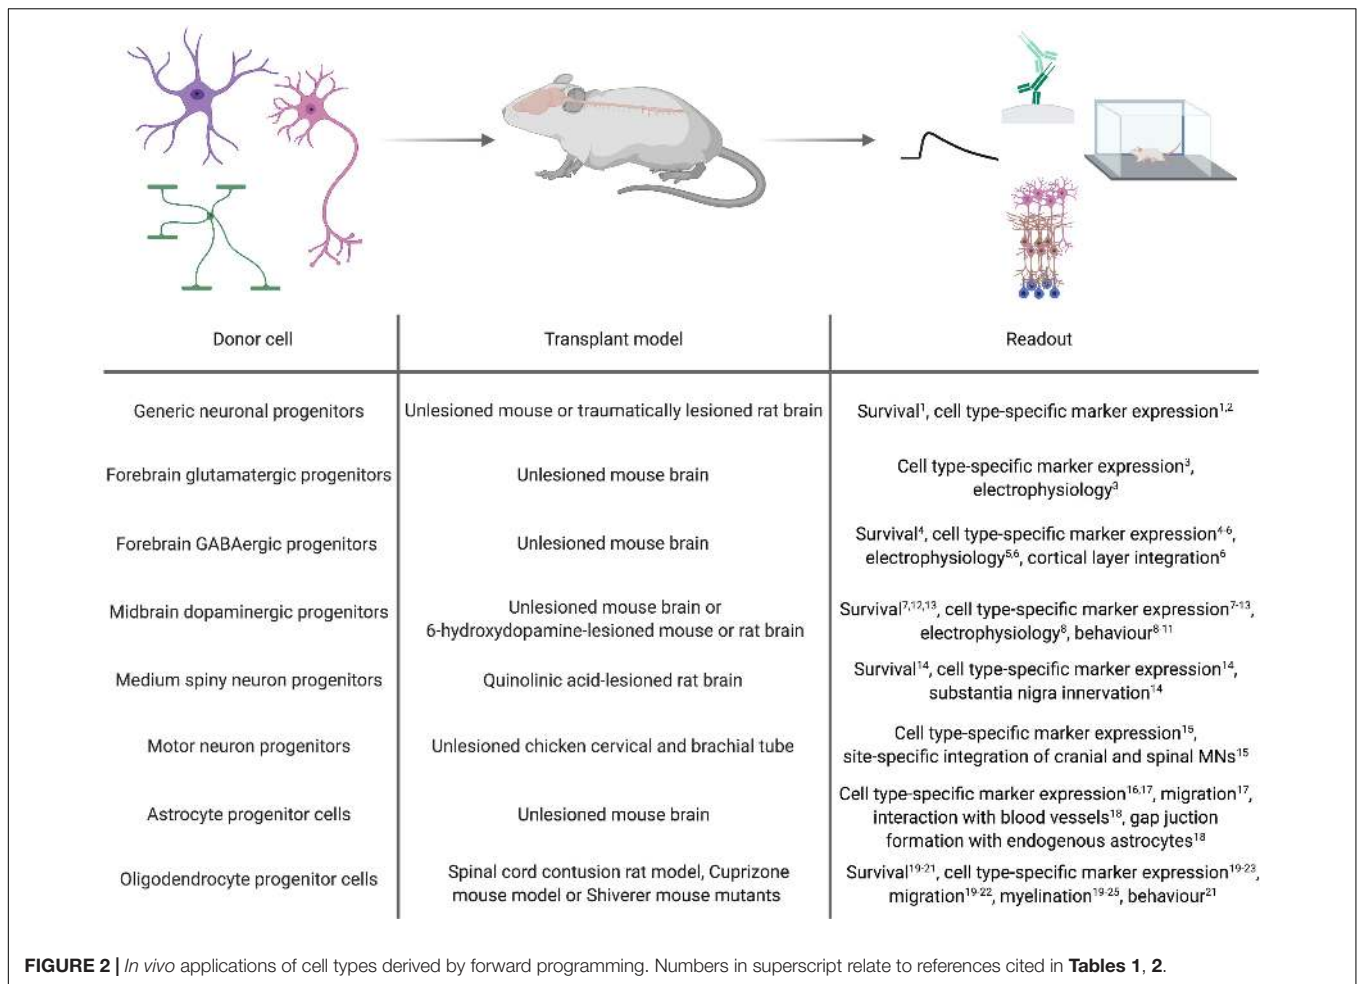 Donor cell
Transplant model
Readout
Generic neuronal progenitors
Unlesioned mouse or traumatically lesioned rat brain
Survival¹, cell type-specific marker expression¹,²
Forebrain glutamatergic progenitors
Unlesioned mouse brain
Cell type-specific marker expression³,
electrophysiology³
Forebrain GABAergic progenitors
Unlesioned mouse brain
Survival⁴, cell type-specific marker expression⁴⁻⁶,
electrophysiology⁵,⁶, cortical layer integration⁶
Midbrain dopaminergic progenitors
Unlesioned mouse brain or
6-hydroxydopamine-lesioned mouse or rat brain
Survival⁷,¹²,¹³, cell type-specific marker expression⁷⁻¹³,
electrophysiology⁸, behaviour⁸⁻¹¹
Medium spiny neuron progenitors
Quinolinic acid-lesioned rat brain
Survival¹⁴, cell type-specific marker expression¹⁴,
substantia nigra innervation¹⁴
Motor neuron progenitors
Unlesioned chicken cervical and brachial tube
Cell type-specific marker expression¹⁵,
site-specific integration of cranial and spinal MNs¹⁵
Astrocyte progenitor cells
Unlesioned mouse brain
Cell type-specific marker expression¹⁶,¹⁷, migration¹⁷,
interaction with blood vessels¹⁸, gap juction
formation with endogenous astrocytes¹⁸
Oligodendrocyte progenitor cells
Spinal cord contusion rat model, Cuprizone
mouse model or Shiverer mouse mutants
Survival¹⁹⁻²¹, cell type-specific marker expression¹⁹⁻²³,
migration¹⁹⁻²², myelination¹⁹⁻²⁵, behaviour²¹
FIGURE 2 | In vivo applications of cell types derived by forward programming. Numbers in superscript relate to references cited in Tables 1, 2.